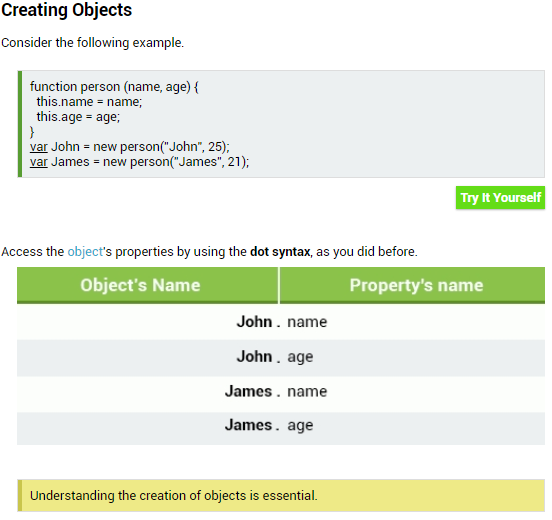 Creating Objects
Consider the following example.
function person (name, age) {
this.name = name;
this.age = age;
}
var John = new person("John", 25);
var James = new person("James", 21);
Try It Yourself
Access the object's properties by using the dot syntax, as you did before.
Object's Name Property's name
John . name
John . age
James . name
James . age
Understanding the creation of objects is essential.